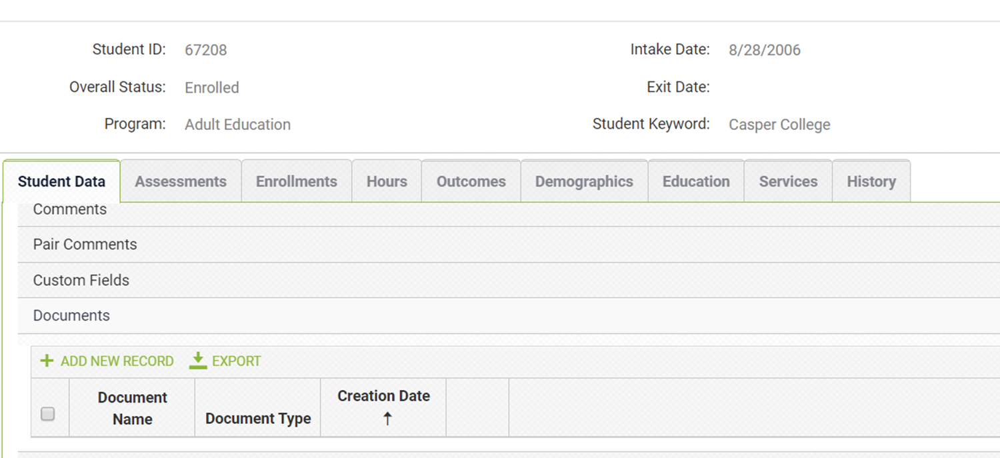 Student ID: 67208 Intake Date: 8/28/2006
Overall Status: Enrolled Exit Date:
Program: Adult Education Student Keyword: Casper College
Student Data Assessments Enrollments Hours Outcomes Demographics Education Services History
Comments
Pair Comments
Custom Fields
Documents
+ ADD NEW RECORD EXPORT
Document Name Document Type Creation Date ↑